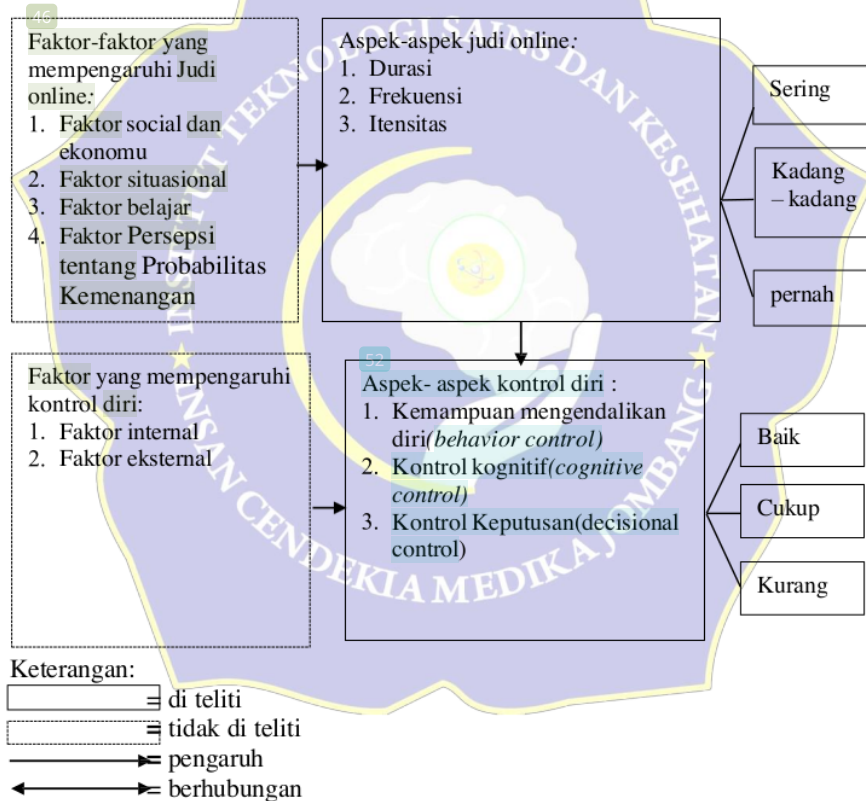 46
Faktor-faktor yang
mempengaruhi Judi
online:
1. Faktor social dan
ekonomu
2. Faktor situasional
3. Faktor belajar
4. Faktor Persepsi
tentang Probabilitas
Kemenangan
Aspek-aspek judi online:
1. Durasi
2. Frekuensi
3. Itensitas
Sering
Kadang
– kadang
pernah
Faktor yang mempengaruhi
kontrol diri:
1. Faktor internal
2. Faktor eksternal
52
Aspek- aspek kontrol diri :
1. Kemampuan mengendalikan
diri(behavior control)
2. Kontrol kognitif(cognitive
control)
3. Kontrol Keputusan(decisional
control)
Baik
Cukup
Kurang
INSTITUT TEKNOLOGI SAINS DAN KESEHATAN
INSAN CENDEKIA MEDIKA JOMBANG
Keterangan:
= di teliti
= tidak di teliti
= pengaruh
= berhubungan